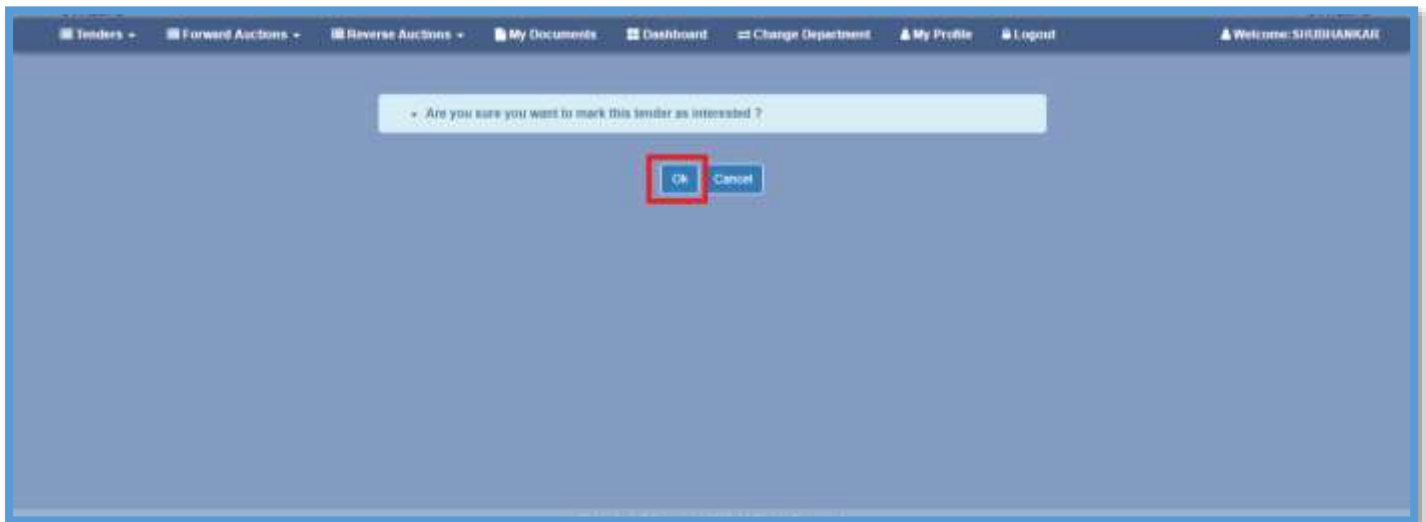 Tenders Forward Auctions Reverse Auctions My Documents Dashboard Change Department My Profile Logout Welcome: SHUBHANKAR
Are you sure you want to mark this tender as interested ?
Ok Cancel